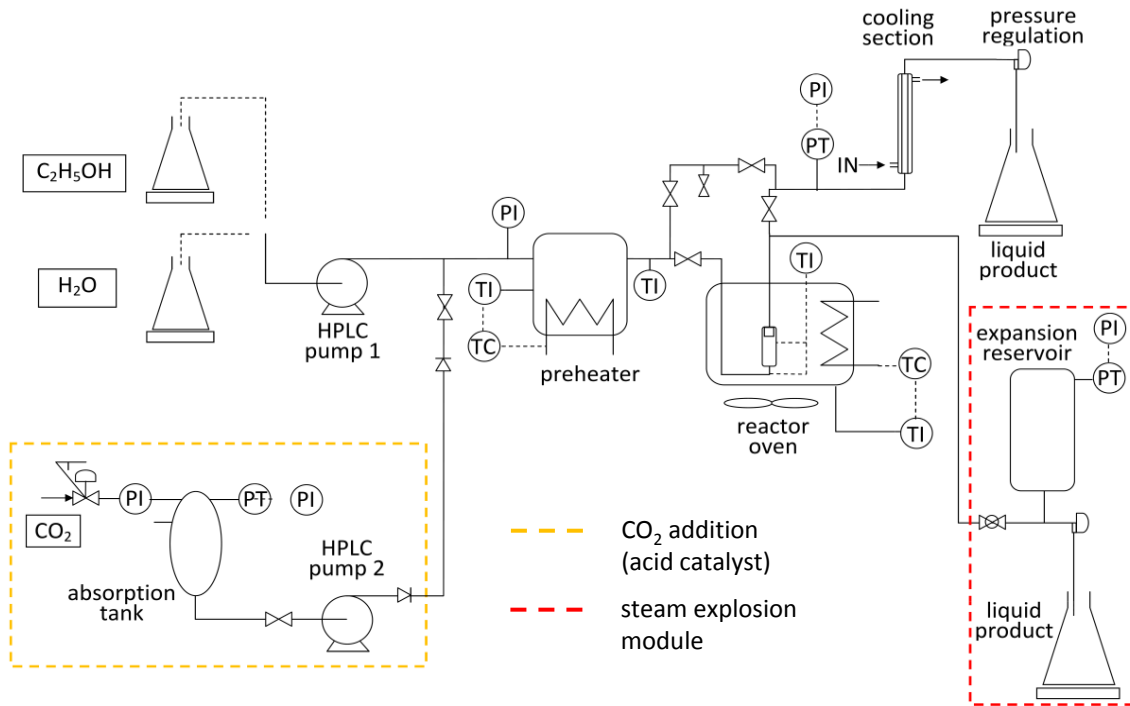 cooling
section
pressure
regulation
PI
PT
IN
C₂H₅OH
H₂O
liquid
product
PI
TI
TC
HPLC
pump 1
preheater
TI
TI
TC
TI
reactor
oven
expansion
reservoir
PI
PT
liquid
product
CO₂
PI
PT
PI
absorption
tank
HPLC
pump 2
CO₂ addition
(acid catalyst)
steam explosion
module